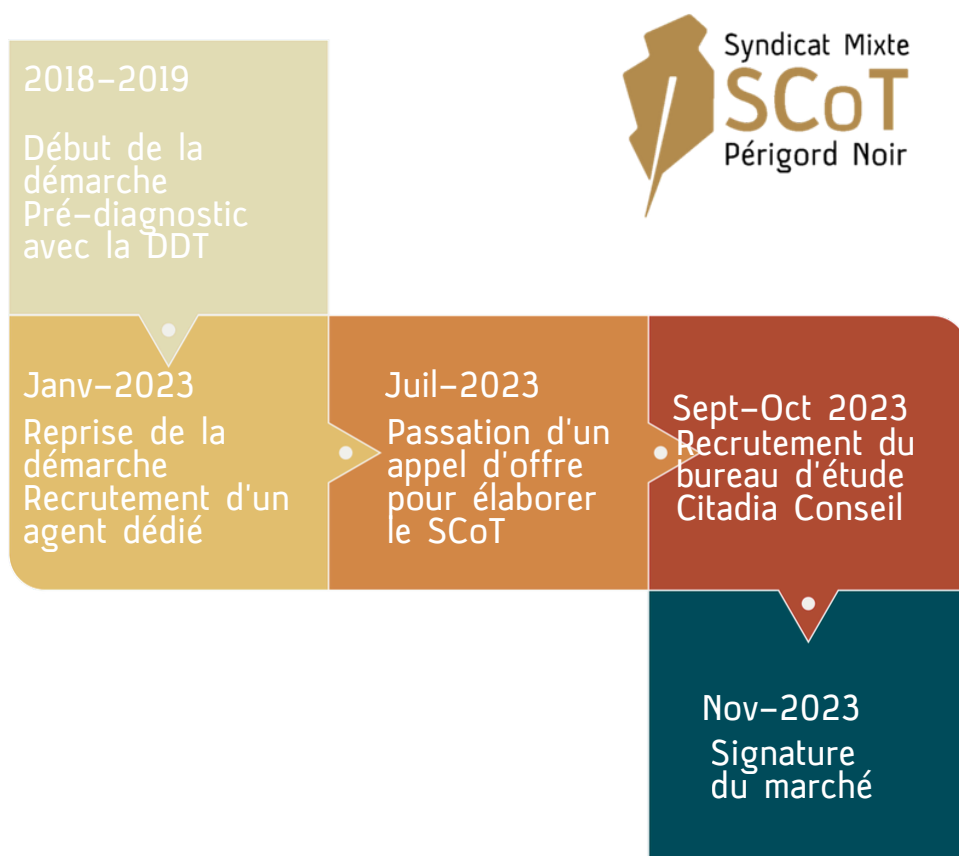 Syndicat Mixte
SCoT
Périgord Noir
2018-2019
Début de la
démarche
Pré-diagnostic
avec la DDT
Janv-2023
Reprise de la
démarche
Recrutement d'un
agent dédié
Juil-2023
Passation d'un
appel d'offre
pour élaborer
le SCoT
Sept-Oct 2023
Recrutement du
bureau d'étude
Citadia Conseil
Nov-2023
Signature
du marché